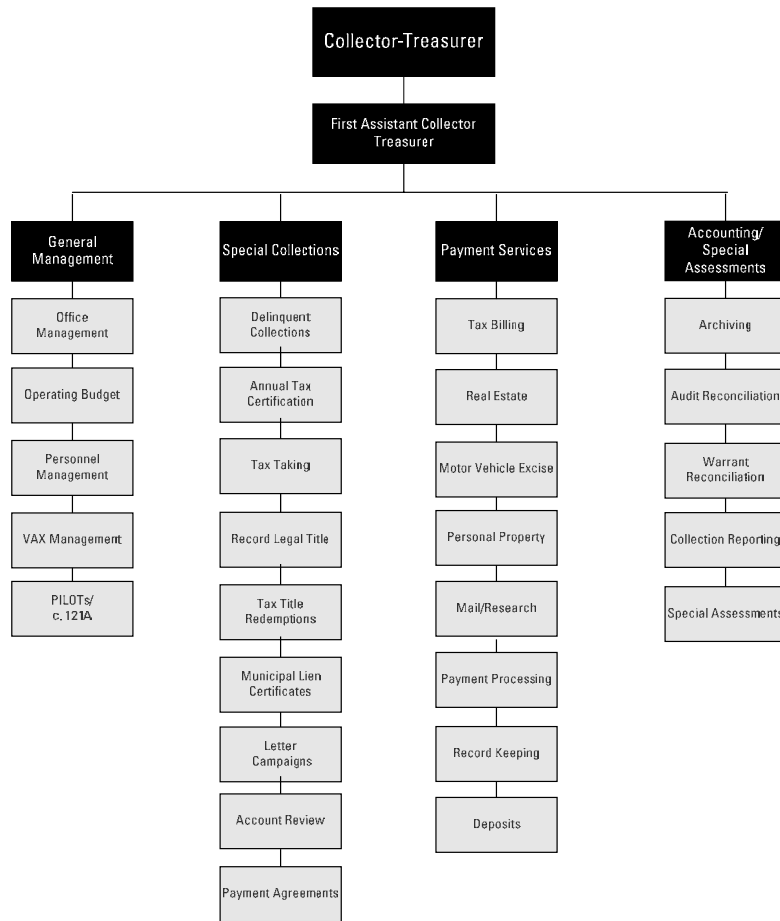 Collector-Treasurer
First Assistant Collector
Treasurer
General
Management
Office
Management
Operating Budget
Personnel
Management
VAX Management
PILOTs/
c. 121A
Special Collections
Delinquent
Collections
Annual Tax
Certification
Tax Taking
Record Legal Title
Tax Title
Redemptions
Municipal Lien
Certificates
Letter
Campaigns
Account Review
Payment Agreements
Payment Services
Tax Billing
Real Estate
Motor Vehicle Excise
Personal Property
Mail/Research
Payment Processing
Record Keeping
Deposits
Accounting/
Special
Assessments
Archiving
Audit Reconciliation
Warrant
Reconciliation
Collection Reporting
Special Assessments